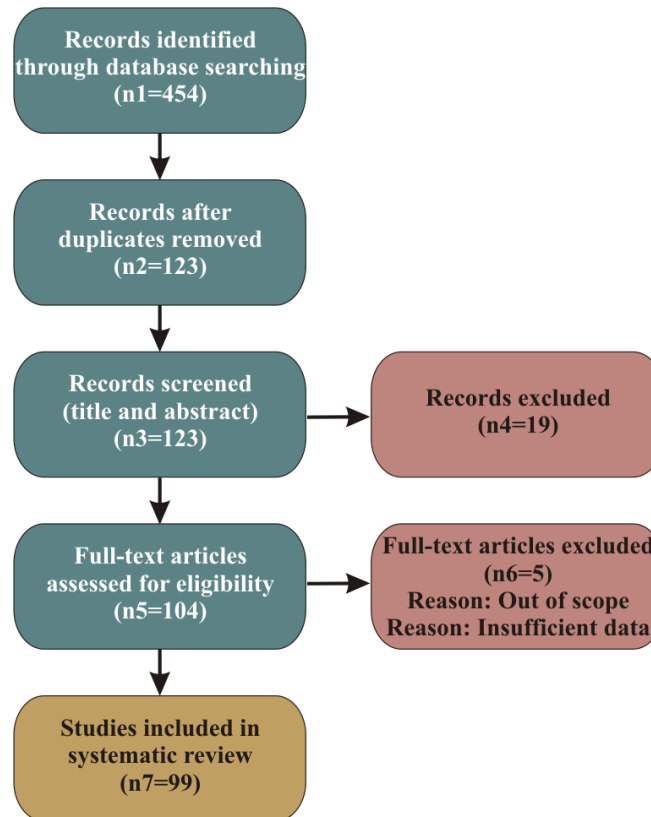 Records identified
through database searching
(n1=454)
Records after
duplicates removed
(n2=123)
Records screened
(title and abstract)
(n3=123)
Records excluded
(n4=19)
Full-text articles
assessed for eligibility
(n5=104)
Full-text articles excluded
(n6=5)
Reason: Out of scope
Reason: Insufficient data
Studies included in
systematic review
(n7=99)